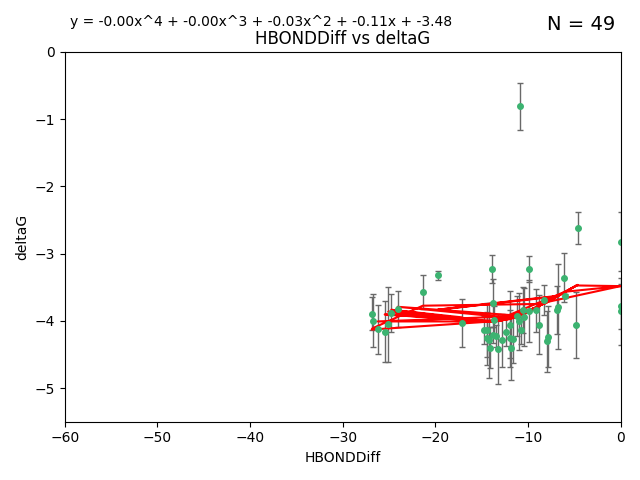 y = -0.00x^4 + -0.00x^3 + -0.03x^2 + -0.11x + -3.48
N = 49
HBONDDiff vs deltaG
0
−1
−2
−3
−4
−5
deltaG
−60 −50 −40 −30 −20 −10 0
HBONDDiff